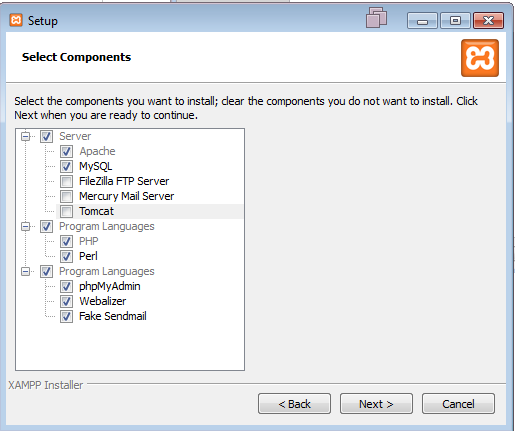 Setup
Select Components
Select the components you want to install; clear the components you do not want to install. Click
Next when you are ready to continue.
Server
Apache
MySQL
FileZilla FTP Server
Mercury Mail Server
Tomcat
Program Languages
PHP
Perl
Program Languages
phpMyAdmin
Webalizer
Fake Sendmail
XAMPP Installer
< Back
Next >
Cancel